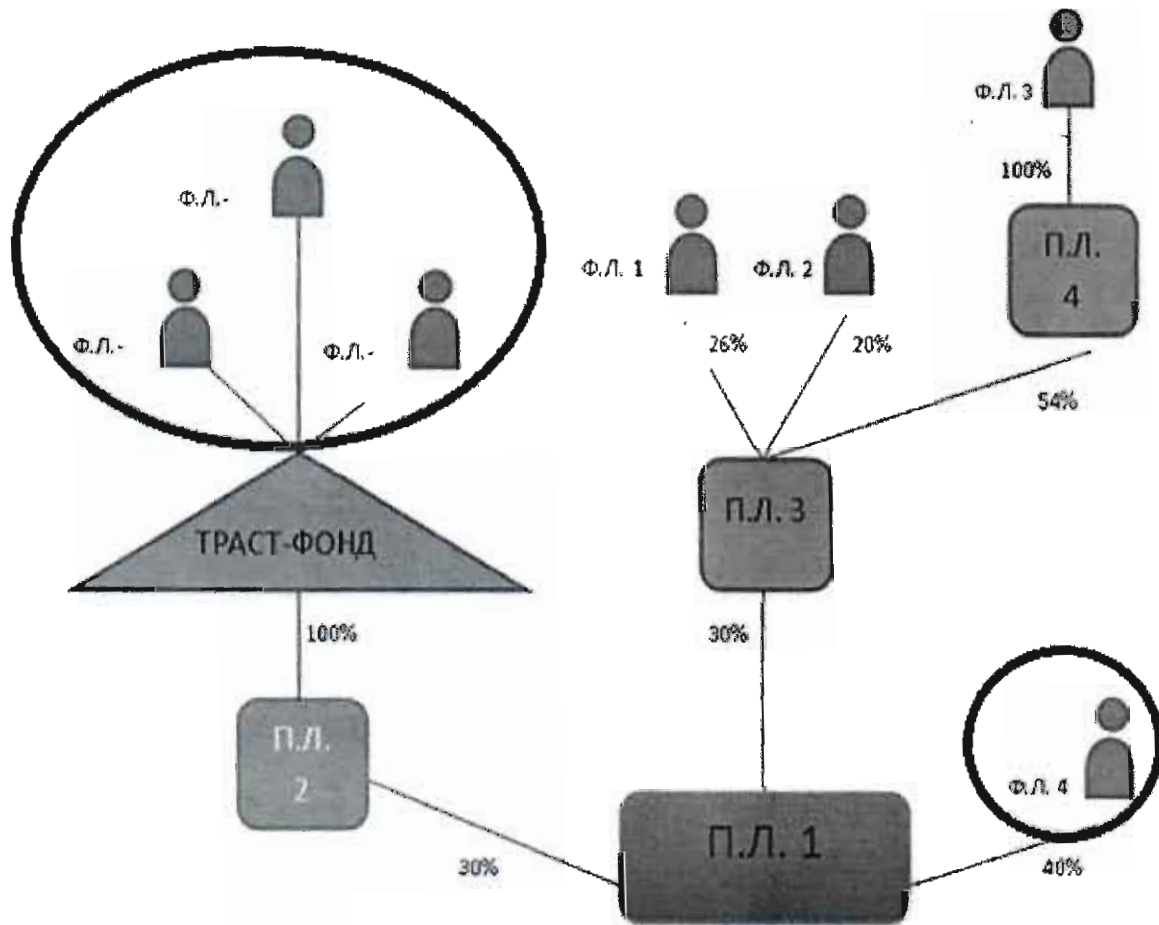 Ф.Л. 3
100%
П.Л.
4
Ф.Л.-
Ф.Л. 1
Ф.Л. 2
Ф.Л.-
Ф.Л.-
26%
20%
54%
П.Л. 3
ТРАСТ-ФОНД
100%
30%
П.Л.
2
Ф.Л. 4
П.Л. 1
30%
40%